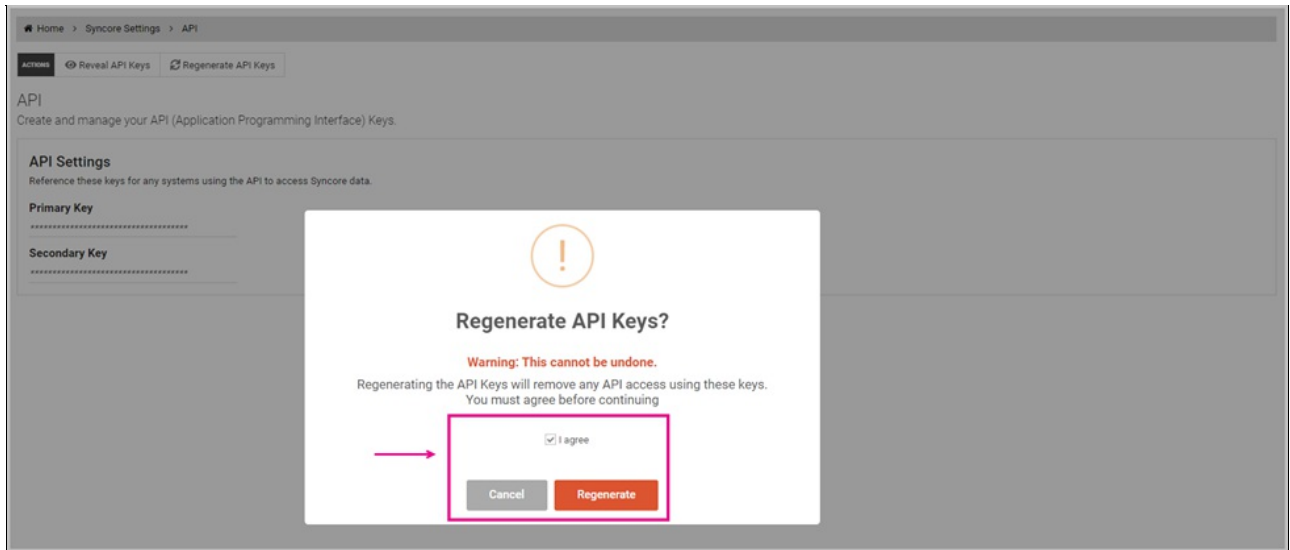 Home > Syncore Settings > API
ACTIONS Reveal API Keys Regenerate API Keys
API
Create and manage your API (Application Programming Interface) Keys.
API Settings
Reference these keys for any systems using the API to access Syncore data.
Primary Key
************************************
Secondary Key
************************************
!
Regenerate API Keys?
Warning: This cannot be undone.
Regenerating the API Keys will remove any API access using these keys.
You must agree before continuing
I agree
Cancel Regenerate